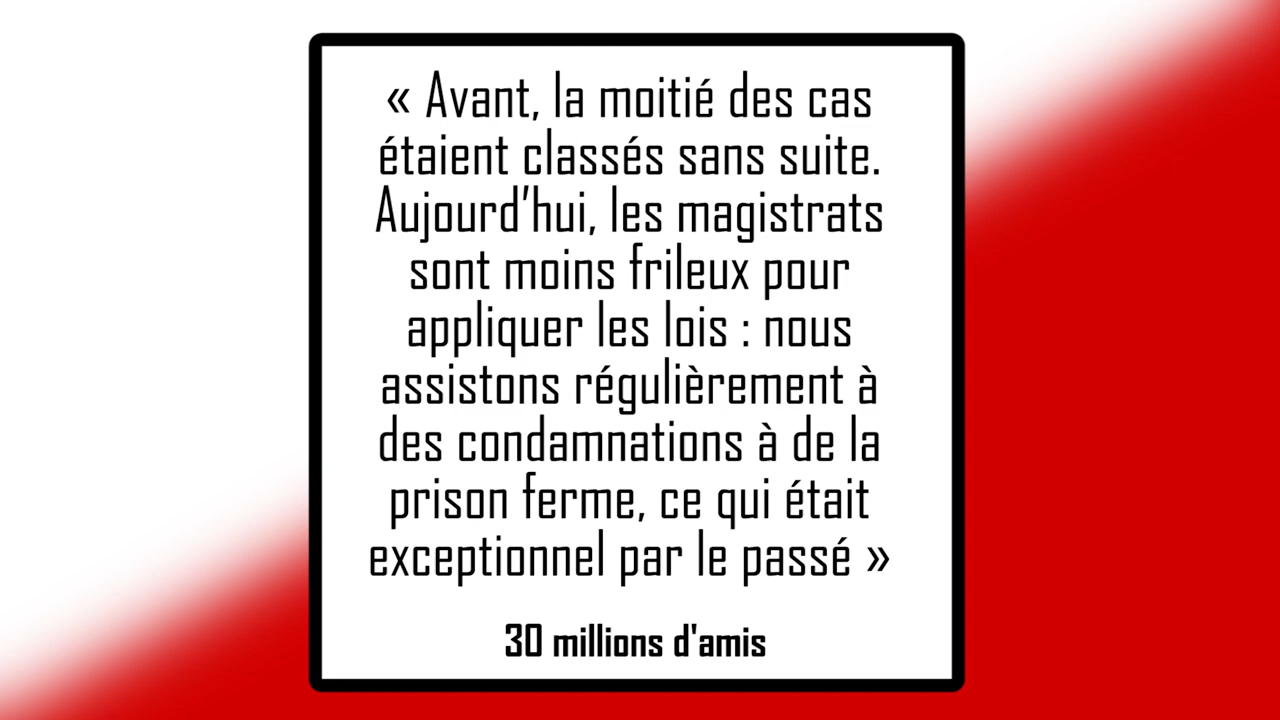 « Avant, la moitié des cas
étaient classés sans suite.
Aujourd'hui, les magistrats
sont moins frileux pour
appliquer les lois : nous
assistons régulièrement à
des condamnations à de la
prison ferme, ce qui était
exceptionnel par le passé »
30 millions d'amis